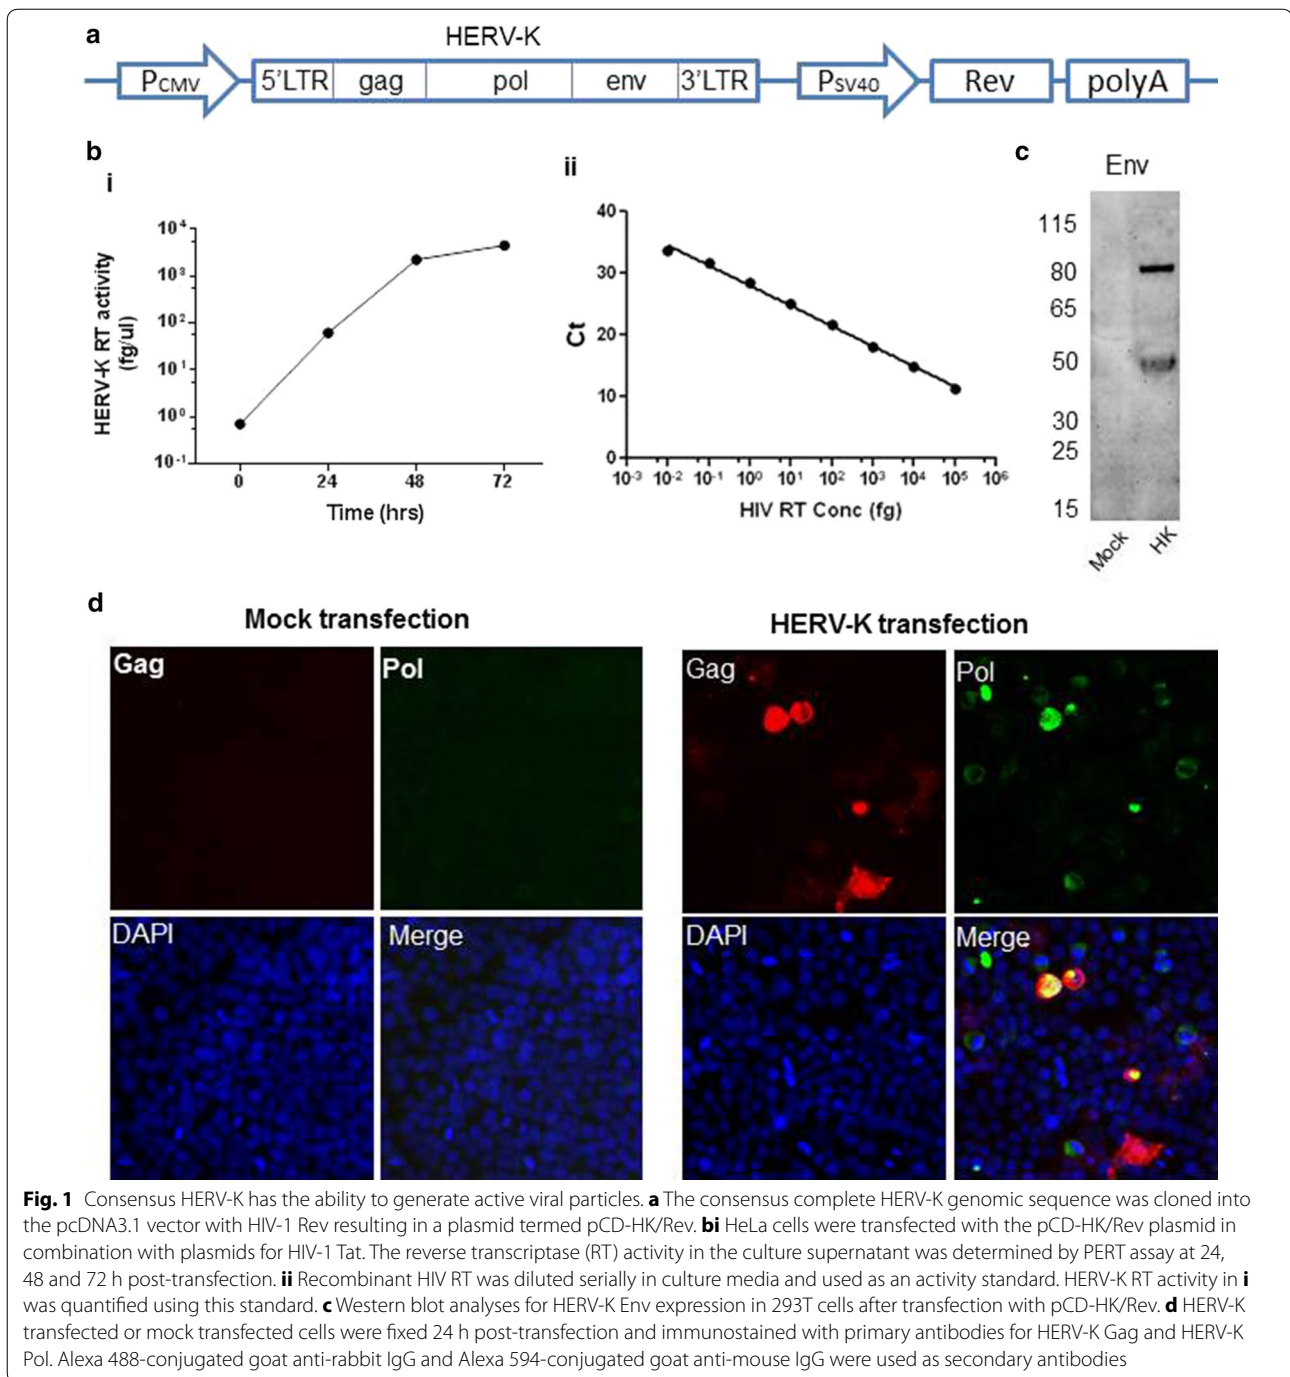 a
HERV-K
PCMV 5'LTR gag pol env 3'LTR PSV40 Rev polyA
b
i
HERV-K RT activity
(fg/ul)
10⁴
10³
10²
10¹
10⁰
10⁻¹
0 24 48 72
Time (hrs)
ii
Ct
40
30
20
10
0
10⁻³ 10⁻² 10⁻¹ 10⁰ 10¹ 10² 10³ 10⁴ 10⁵ 10⁶
HIV RT Conc (fg)
c
Env
115
80
65
50
30
25
15
Mock HK
d
Mock transfection
Gag Pol
DAPI Merge
HERV-K transfection
Gag Pol
DAPI Merge
Fig. 1 Consensus HERV-K has the ability to generate active viral particles. a The consensus complete HERV-K genomic sequence was cloned into
the pcDNA3.1 vector with HIV-1 Rev resulting in a plasmid termed pCD-HK/Rev. bi HeLa cells were transfected with the pCD-HK/Rev plasmid in
combination with plasmids for HIV-1 Tat. The reverse transcriptase (RT) activity in the culture supernatant was determined by PERT assay at 24,
48 and 72 h post-transfection. ii Recombinant HIV RT was diluted serially in culture media and used as an activity standard. HERV-K RT activity in i
was quantified using this standard. c Western blot analyses for HERV-K Env expression in 293T cells after transfection with pCD-HK/Rev. d HERV-K
transfected or mock transfected cells were fixed 24 h post-transfection and immunostained with primary antibodies for HERV-K Gag and HERV-K
Pol. Alexa 488-conjugated goat anti-rabbit IgG and Alexa 594-conjugated goat anti-mouse IgG were used as secondary antibodies